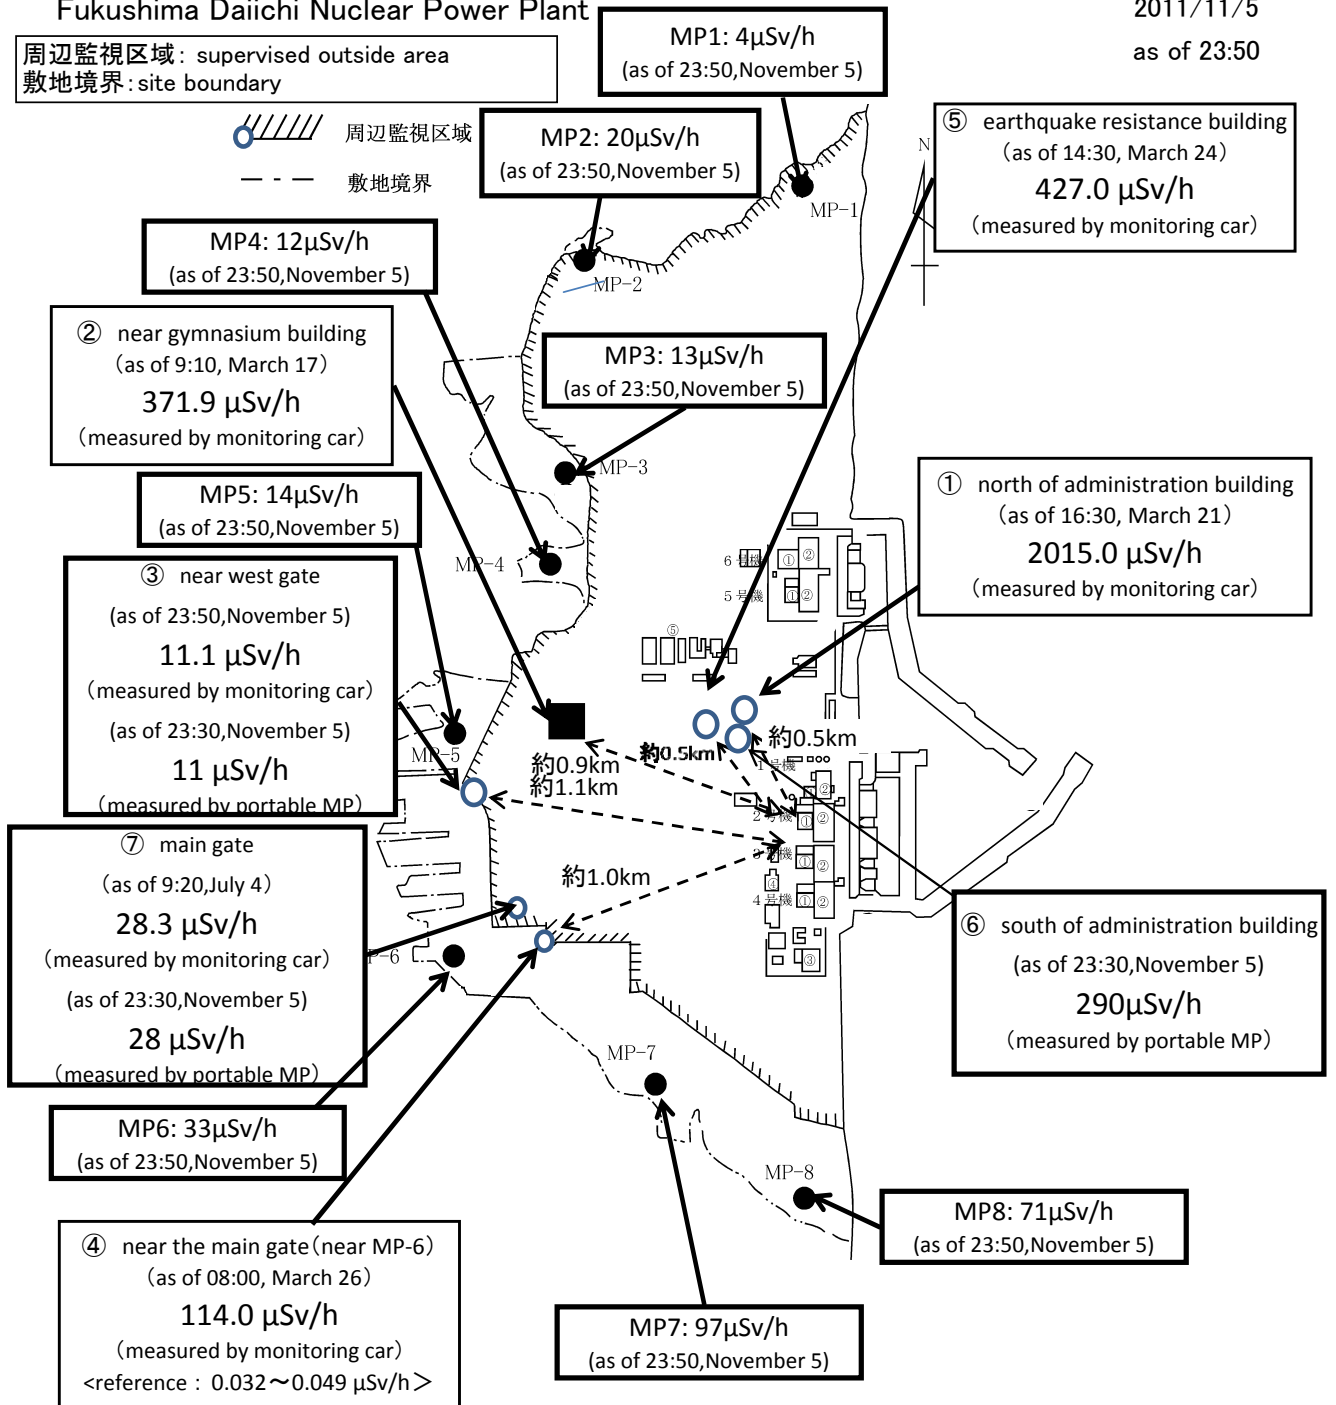 Fukushima Daiichi Nuclear Power Plant
2011/11/5
as of 23:50
周辺監視区域: supervised outside area
敷地境界:site boundary
周辺監視区域
敷地境界
MP1: 4μSv/h
(as of 23:50,November 5)
MP2: 20μSv/h
(as of 23:50,November 5)
⑤ earthquake resistance building
(as of 14:30, March 24)
427.0 μSv/h
(measured by monitoring car)
N
MP-1
MP4: 12μSv/h
(as of 23:50,November 5)
MP-2
② near gymnasium building
(as of 9:10, March 17)
371.9 μSv/h
(measured by monitoring car)
MP3: 13μSv/h
(as of 23:50,November 5)
MP-3
MP5: 14μSv/h
(as of 23:50,November 5)
① north of administration building
(as of 16:30, March 21)
2015.0 μSv/h
(measured by monitoring car)
MP-4
③ near west gate
(as of 23:50,November 5)
11.1 μSv/h
(measured by monitoring car)
(as of 23:30,November 5)
11 μSv/h
(measured by portable MP)
6号機
① ②
5号機
① ②
⑤
MP-5
約0.9km
約1.1km
約0.5km
約0.5km
1号機
②
2号機
① ②
3号機
① ②
④
4号機
① ②
③
約1.0km
⑦ main gate
(as of 9:20,July 4)
28.3 μSv/h
(measured by monitoring car)
(as of 23:30,November 5)
28 μSv/h
(measured by portable MP)
P-6
⑥ south of administration building
(as of 23:30,November 5)
290μSv/h
(measured by portable MP)
MP-7
MP6: 33μSv/h
(as of 23:50,November 5)
MP-8
MP8: 71μSv/h
(as of 23:50,November 5)
④ near the main gate(near MP-6)
(as of 08:00, March 26)
114.0 μSv/h
(measured by monitoring car)
<reference : 0.032～0.049 μSv/h＞
MP7: 97μSv/h
(as of 23:50,November 5)